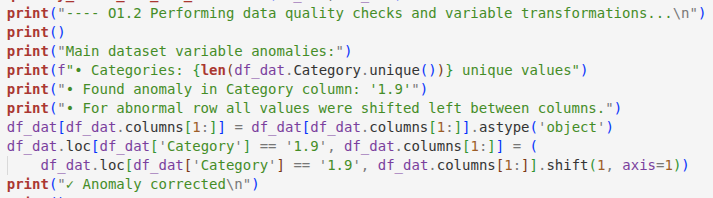 print("---- O1.2 Performing data quality checks and variable transformations...\n")
print()
print("Main dataset variable anomalies:")
print(f"• Categories: {len(df_dat.Category.unique())} unique values")
print("• Found anomaly in Category column: '1.9'")
print("• For abnormal row all values were shifted left between columns.")
df_dat[df_dat.columns[1:]] = df_dat[df_dat.columns[1:]].astype('object')
df_dat.loc[df_dat['Category'] == '1.9', df_dat.columns[1:]] = (
    df_dat.loc[df_dat['Category'] == '1.9', df_dat.columns[1:]].shift(1, axis=1))
print("✓ Anomaly corrected\n")